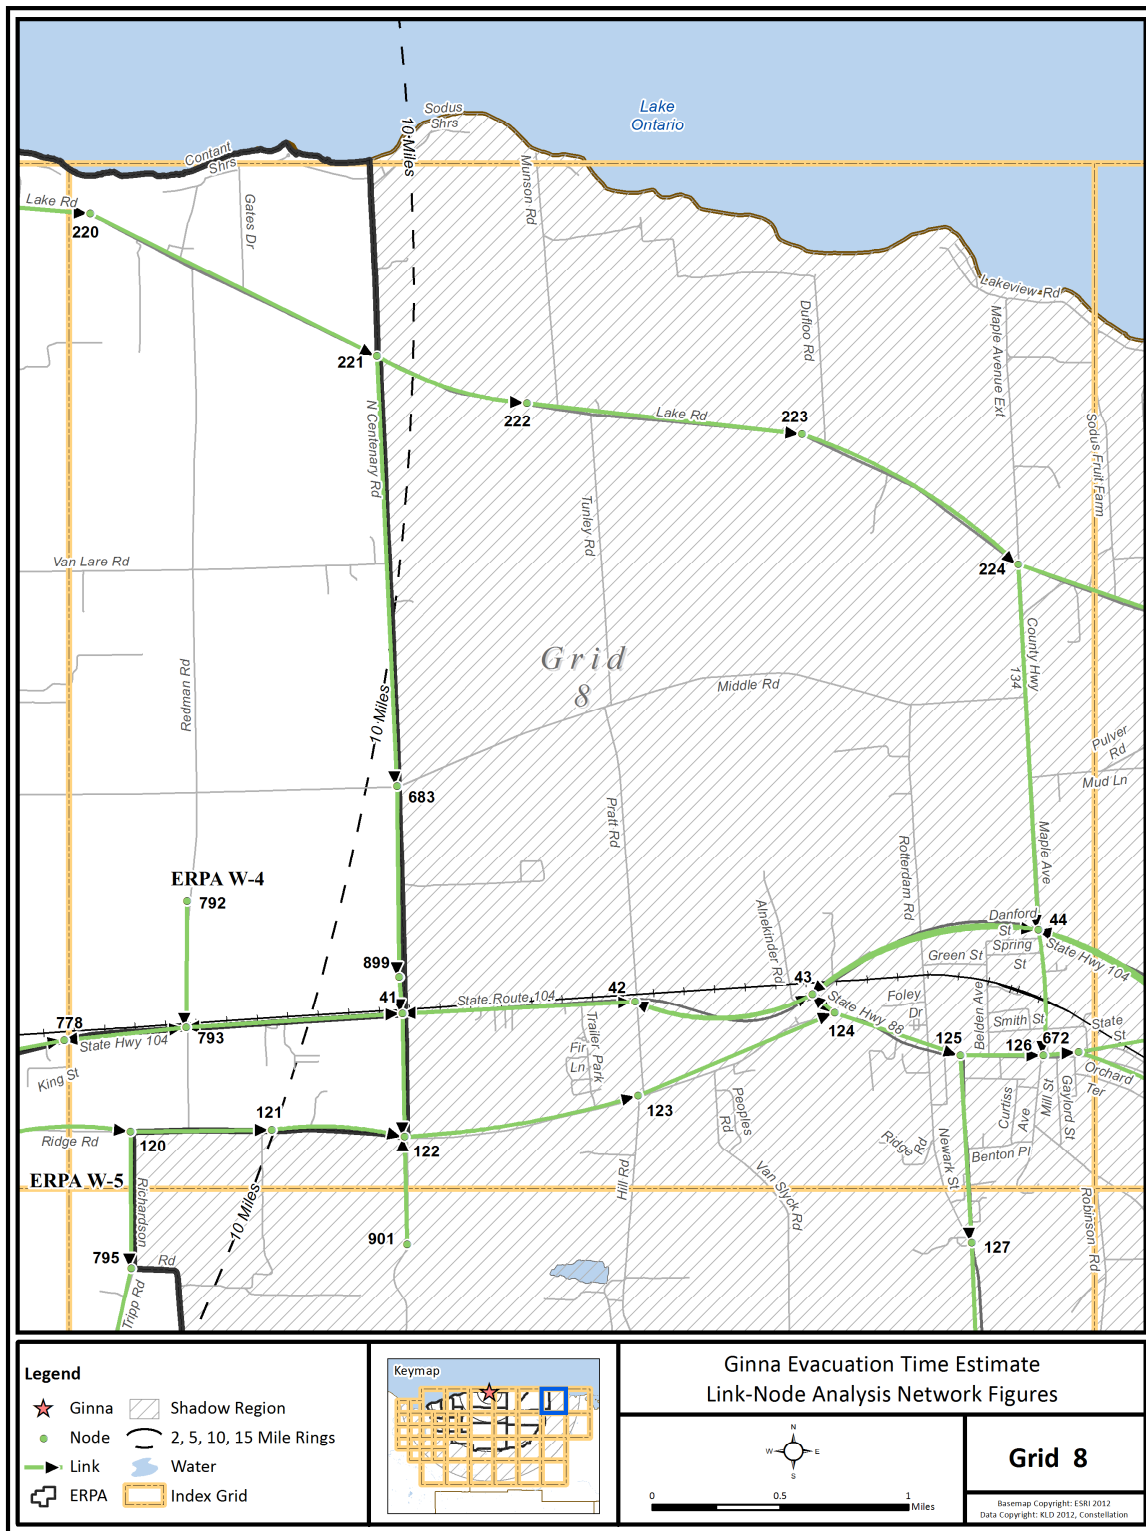 Lake
Ontario
Sodus
Shrs
10 Miles
Contant
Shrs
Munson Rd
Gates Dr
Lake Rd
220
Lakeview Rd
Dufloo Rd
Maple Avenue Ext
221
222
Lake Rd
223
N Centenary Rd
Sodus Fruit Farm
Tunley Rd
Van Lare Rd
224
County Hwy
134
Grid
8
Redman Rd
Middle Rd
10 Miles
Pulver
Rd
Mud Ln
683
Pratt Rd
Rotterdam Rd
Maple Ave
ERPA W-4
792
Alnekinder Rd
Danford
St
44
Spring
St
Green St
State Hwy 104
899
43
42
41
State Route 104
Foley
Dr
Belden Ave
Smith St
State
St
778
793
State Hwy 104
State Hwy 88
124
125
126
672
King St
Fir
Ln
Trailer Park
Orchard
Ter
Curtiss
Ave
Mill St
Gaylord St
123
Peoples
Rd
121
120
122
Ridge Rd
Ridge
Rd
Newark St
Benton Pl
ERPA W-5
Richardson
Rd
10 Miles
Hill Rd
Van Slyck Rd
Robinson Rd
901
127
795
Tripp Rd
Legend
Ginna
Shadow Region
Node
2, 5, 10, 15 Mile Rings
Link
Water
ERPA
Index Grid
Keymap
Ginna Evacuation Time Estimate
Link-Node Analysis Network Figures
N
W
E
S
0
0.5
1
Miles
Grid 8
Basemap Copyright: ESRI 2012
Data Copyright: KLD 2012, Constellation